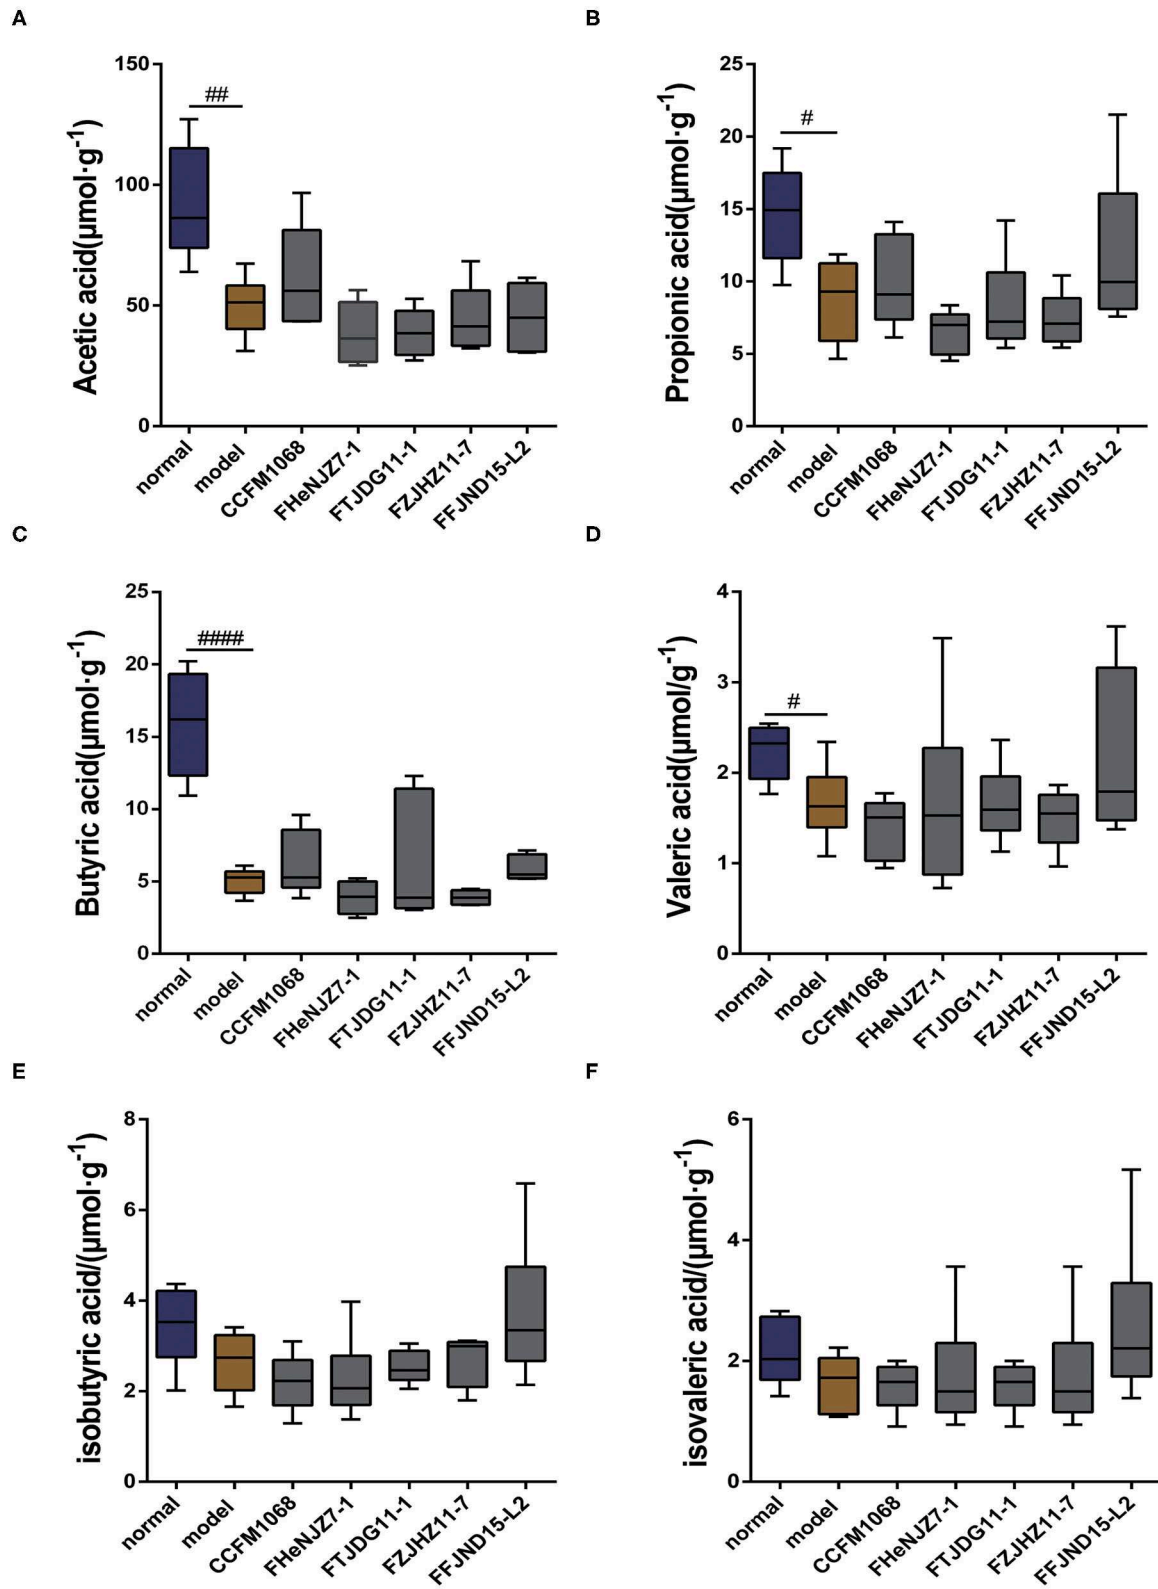 A
Acetic acid(µmol·g⁻¹)
150
100
50
0
##
normal
model
CCFM1068
FHeNJZ7-1
FTJDG11-1
FZJHZ11-7
FFJND15-L2
B
Propionic acid(µmol·g⁻¹)
25
20
15
10
5
0
#
normal
model
CCFM1068
FHeNJZ7-1
FTJDG11-1
FZJHZ11-7
FFJND15-L2
C
Butyric acid(µmol·g⁻¹)
25
20
15
10
5
0
####
normal
model
CCFM1068
FHeNJZ7-1
FTJDG11-1
FZJHZ11-7
FFJND15-L2
D
Valeric acid(µmol/g⁻¹)
4
3
2
1
0
#
normal
model
CCFM1068
FHeNJZ7-1
FTJDG11-1
FZJHZ11-7
FFJND15-L2
E
isobutyric acid/(µmol·g⁻¹)
8
6
4
2
0
normal
model
CCFM1068
FHeNJZ7-1
FTJDG11-1
FZJHZ11-7
FFJND15-L2
F
isovaleric acid/(µmol·g⁻¹)
6
4
2
0
normal
model
CCFM1068
FHeNJZ7-1
FTJDG11-1
FZJHZ11-7
FFJND15-L2